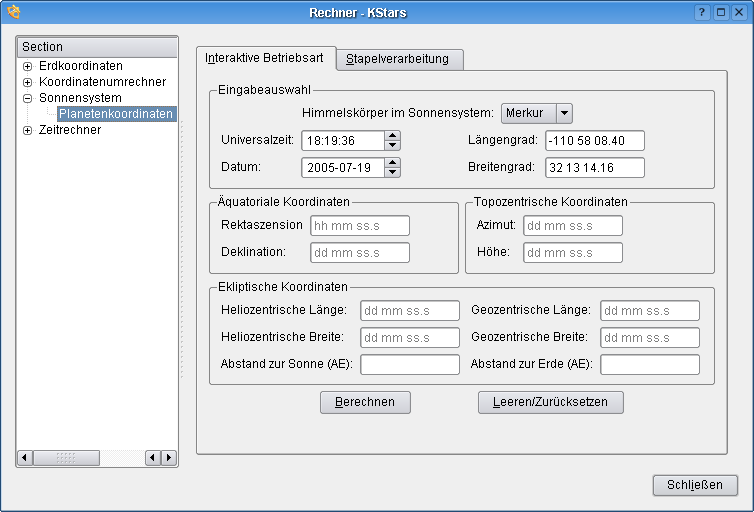 Rechner - KStars
Section
Erdkoordinaten
Koordinatenumrechner
Sonnensystem
Planetenkoordinaten
Zeitrechner
Interaktive Betriebsart
Stapelverarbeitung
Eingabeauswahl
Himmelskörper im Sonnensystem: Merkur
Universalzeit: 18:19:36 Längengrad: -110 58 08.40
Datum: 2005-07-19 Breitengrad: 32 13 14.16
Äquatoriale Koordinaten
Rektaszension hh mm ss.s
Deklination: dd mm ss.s
Topozentrische Koordinaten
Azimut: dd mm ss.s
Höhe: dd mm ss.s
Ekliptische Koordinaten
Heliozentrische Länge: dd mm ss.s Geozentrische Länge: dd mm ss.s
Heliozentrische Breite: dd mm ss.s Geozentrische Breite: dd mm ss.s
Abstand zur Sonne (AE): Abstand zur Erde (AE):
Berechnen Leeren/Zurücksetzen
Schließen